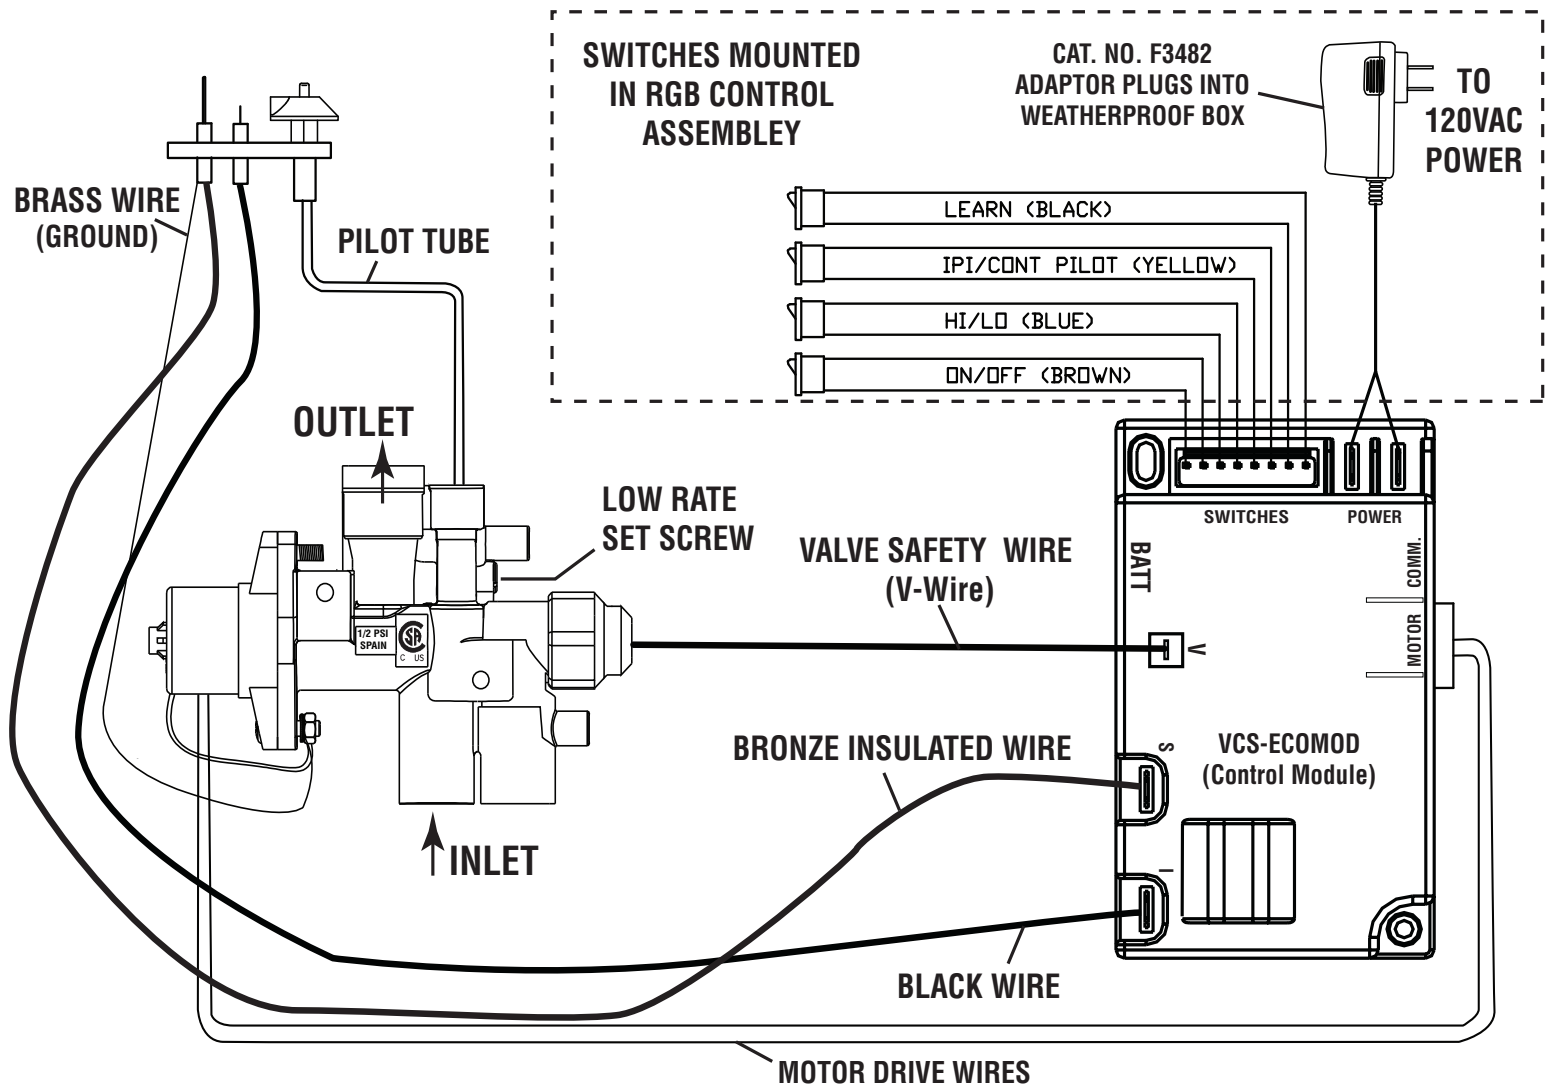 SWITCHES MOUNTED
IN RGB CONTROL
ASSEMBLEY
CAT. NO. F3482
ADAPTOR PLUGS INTO
WEATHERPROOF BOX
TO
120VAC
POWER
BRASS WIRE
(GROUND)
PILOT TUBE
LEARN (BLACK)
IPI/CONT PILOT (YELLOW)
HI/LO (BLUE)
ON/OFF (BROWN)
OUTLET
LOW RATE
SET SCREW
VALVE SAFETY WIRE
(V-Wire)
SWITCHES
POWER
BATT
COMM.
MOTOR
V
1/2 PSI
SPAIN
SA
C US
S
VCS-ECOMOD
(Control Module)
BRONZE INSULATED WIRE
INLET
I
BLACK WIRE
MOTOR DRIVE WIRES